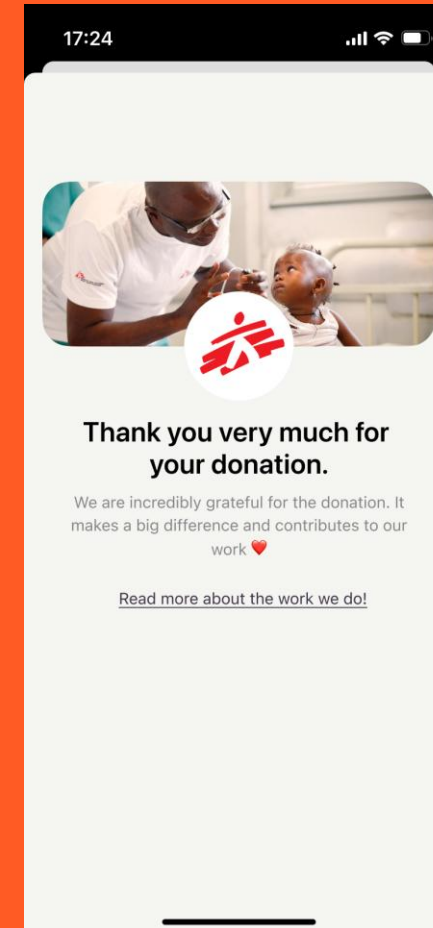 17:24
Thank you very much for
your donation.
We are incredibly grateful for the donation. It
makes a big difference and contributes to our
work ❤️
Read more about the work we do!